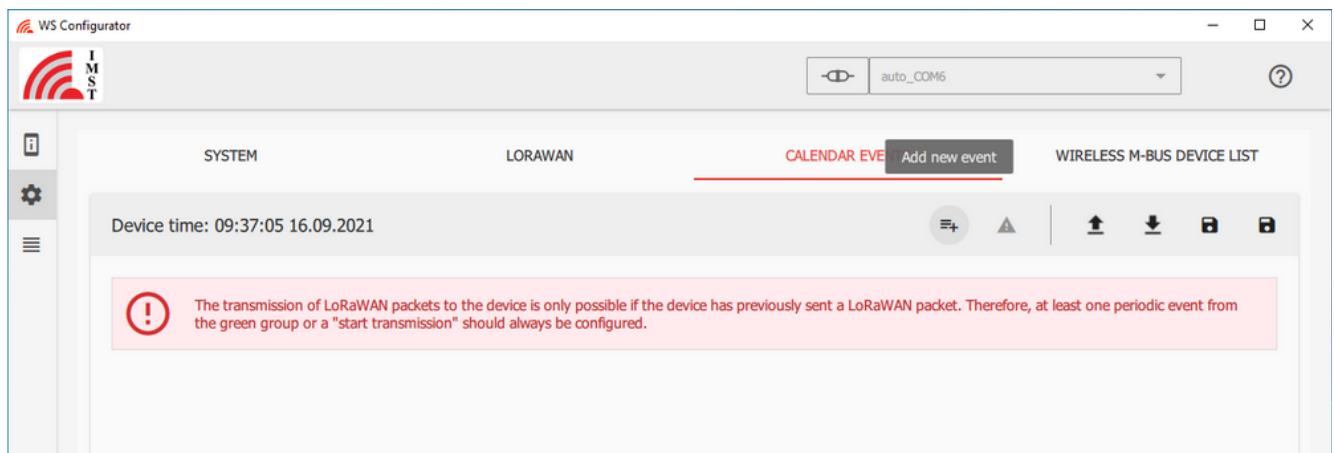 WS Configurator
IMST
auto_COM6
SYSTEM
LORAWAN
CALENDAR EVE
Add new event
WIRELESS M-BUS DEVICE LIST
Device time: 09:37:05 16.09.2021
The transmission of LoRaWAN packets to the device is only possible if the device has previously sent a LoRaWAN packet. Therefore, at least one periodic event from
the green group or a "start transmission" should always be configured.